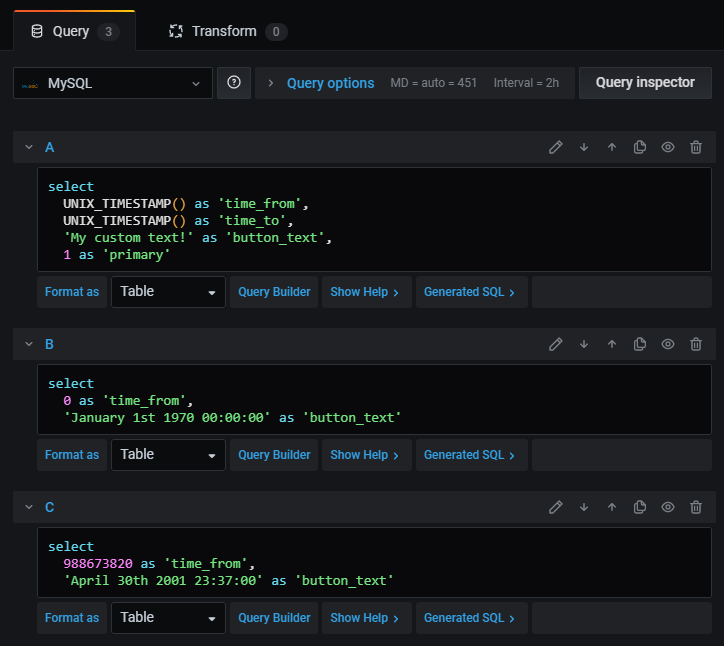 Query 3 Transform 0
MySQL Query options MD = auto = 451 Interval = 2h Query inspector
A
select
UNIX_TIMESTAMP() as 'time_from',
UNIX_TIMESTAMP() as 'time_to',
'My custom text!' as 'button_text',
1 as 'primary'
Format as Table Query Builder Show Help > Generated SQL >
B
select
0 as 'time_from',
'January 1st 1970 00:00:00' as 'button_text'
Format as Table Query Builder Show Help > Generated SQL >
C
select
988673820 as 'time_from',
'April 30th 2001 23:37:00' as 'button_text'
Format as Table Query Builder Show Help > Generated SQL >